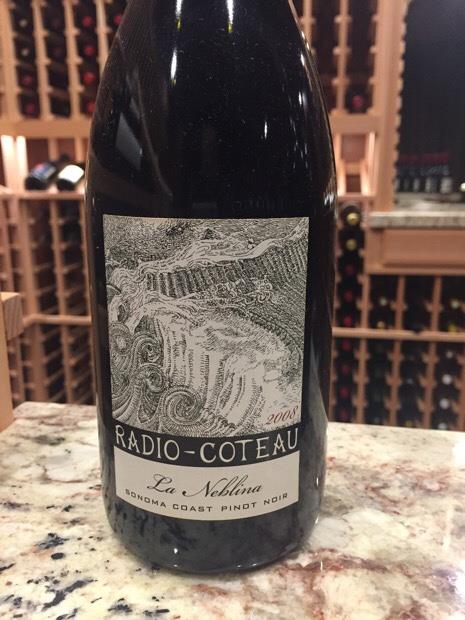 2008
RADIO-COTEAU
La Neblina
SONOMA COAST PINOT NOIR